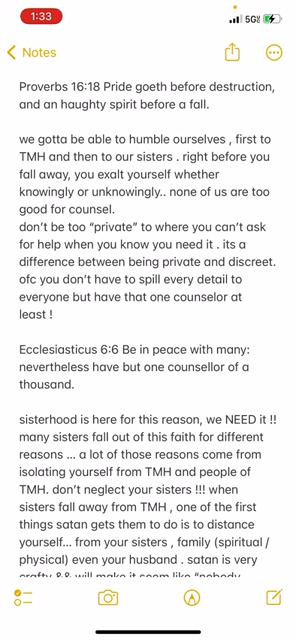 1:33
5G
Notes
Proverbs 16:18 Pride goeth before destruction,
and an haughty spirit before a fall.
we gotta be able to humble ourselves , first to
TMH and then to our sisters . right before you
fall away, you exalt yourself whether
knowingly or unknowingly.. none of us are too
good for counsel.
don’t be too “private” to where you can’t ask
for help when you know you need it . its a
difference between being private and discreet.
ofc you don’t have to spill every detail to
everyone but have that one counselor at
least !
Ecclesiasticus 6:6 Be in peace with many:
nevertheless have but one counsellor of a
thousand.
sisterhood is here for this reason, we NEED it !!
many sisters fall out of this faith for different
reasons ... a lot of those reasons come from
isolating yourself from TMH and people of
TMH. don’t neglect your sisters !!! when
sisters fall away from TMH , one of the first
things satan gets them to do is to distance
yourself... from your sisters , family (spiritual /
physical) even your husband . satan is very
crafty && will make it seem like “nobody